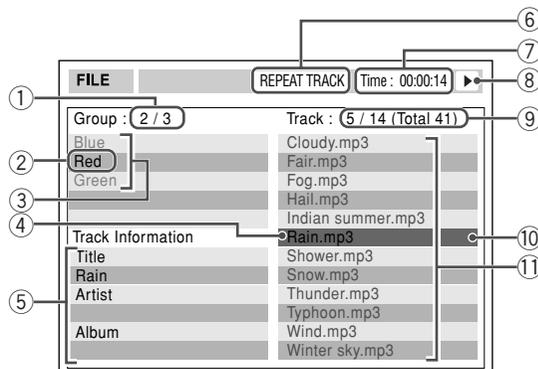 ⑥
⑦
FILE REPEAT TRACK Time : 00:00:14 ⑧
① Group : 2 / 3 Track : 5 / 14 (Total 41) ⑨
Blue Cloudy.mp3
② Red Fair.mp3
Green Fog.mp3
③ Hail.mp3
④ Indian summer.mp3
Track Information Rain.mp3 ⑩
Title Shower.mp3 ⑪
Rain Snow.mp3
⑤ Artist Thunder.mp3
Typhoon.mp3
Album Wind.mp3
Winter sky.mp3